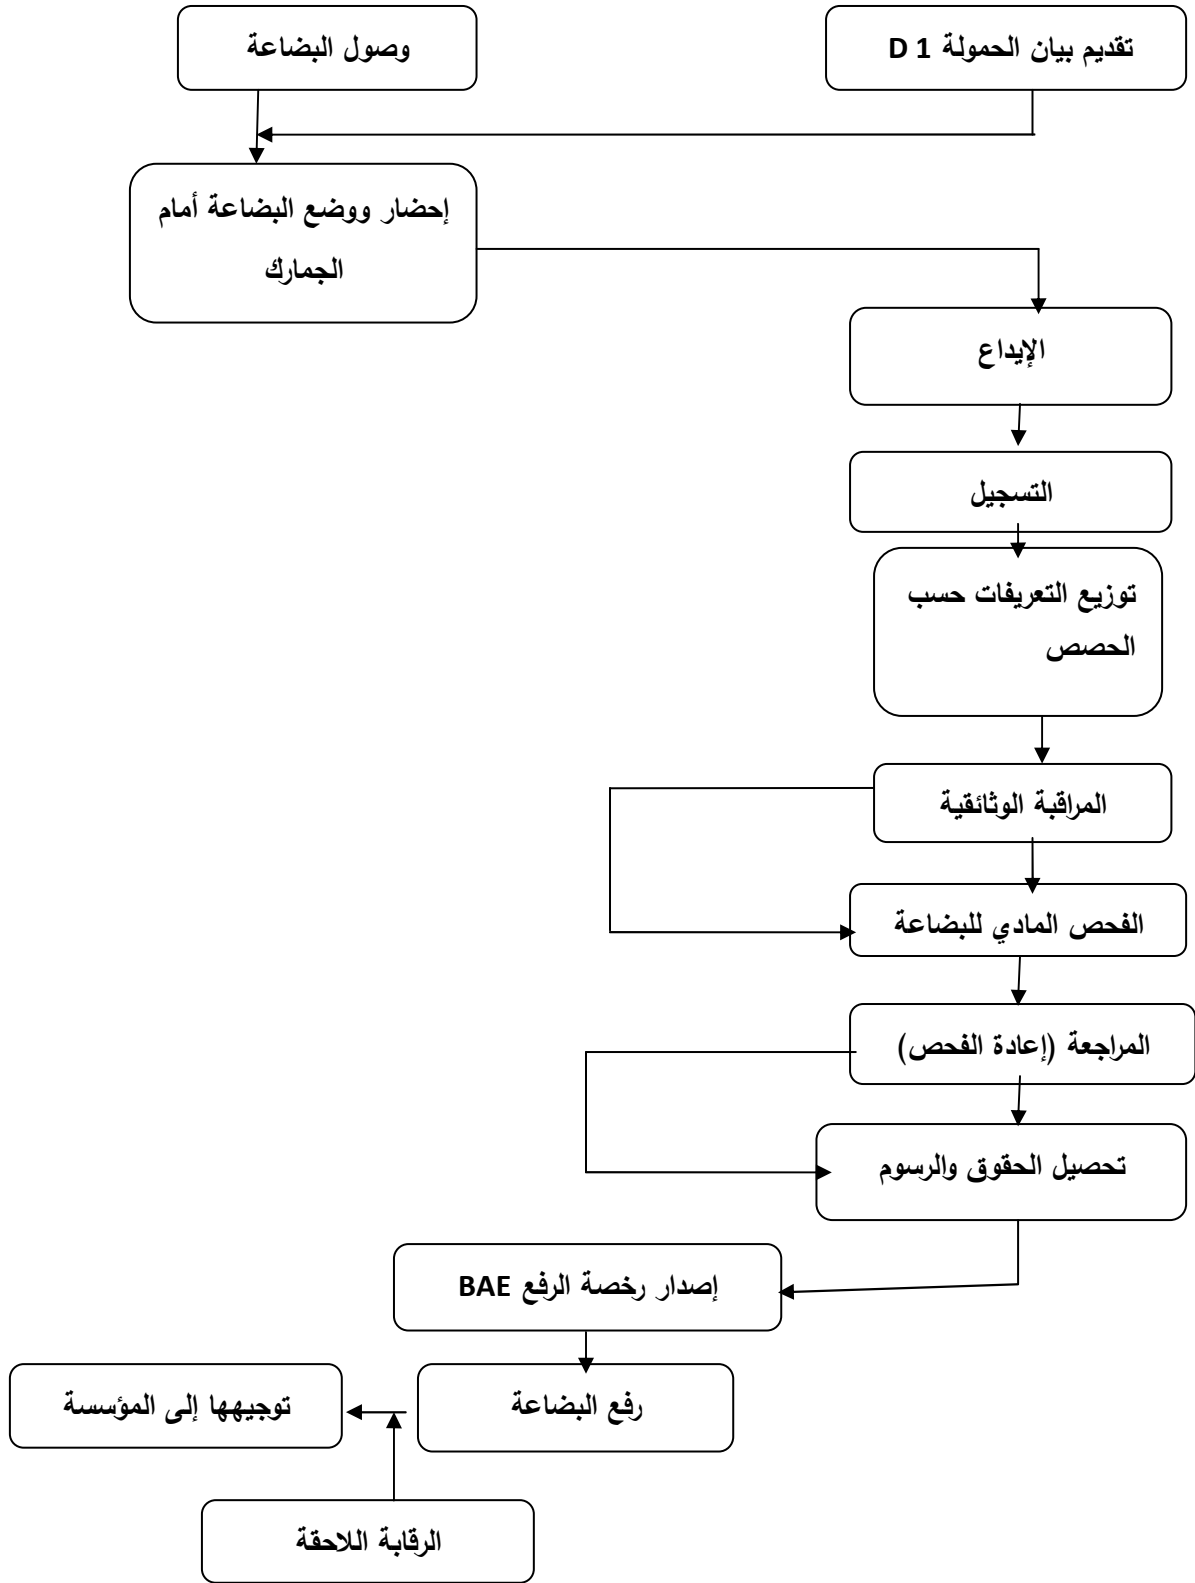 تقديم بيان الحمولة D 1
وصول البضاعة
إحضار ووضع البضاعة أمام
الجمارك
الإيداع
التسجيل
توزيع التعريفات حسب
الحصص
المراقبة الوثائقية
الفحص المادي للبضاعة
المراجعة (إعادة الفحص)
تحصيل الحقوق والرسوم
إصدار رخصة الرفع BAE
رفع البضاعة
توجيهها إلى المؤسسة
الرقابة اللاحقة